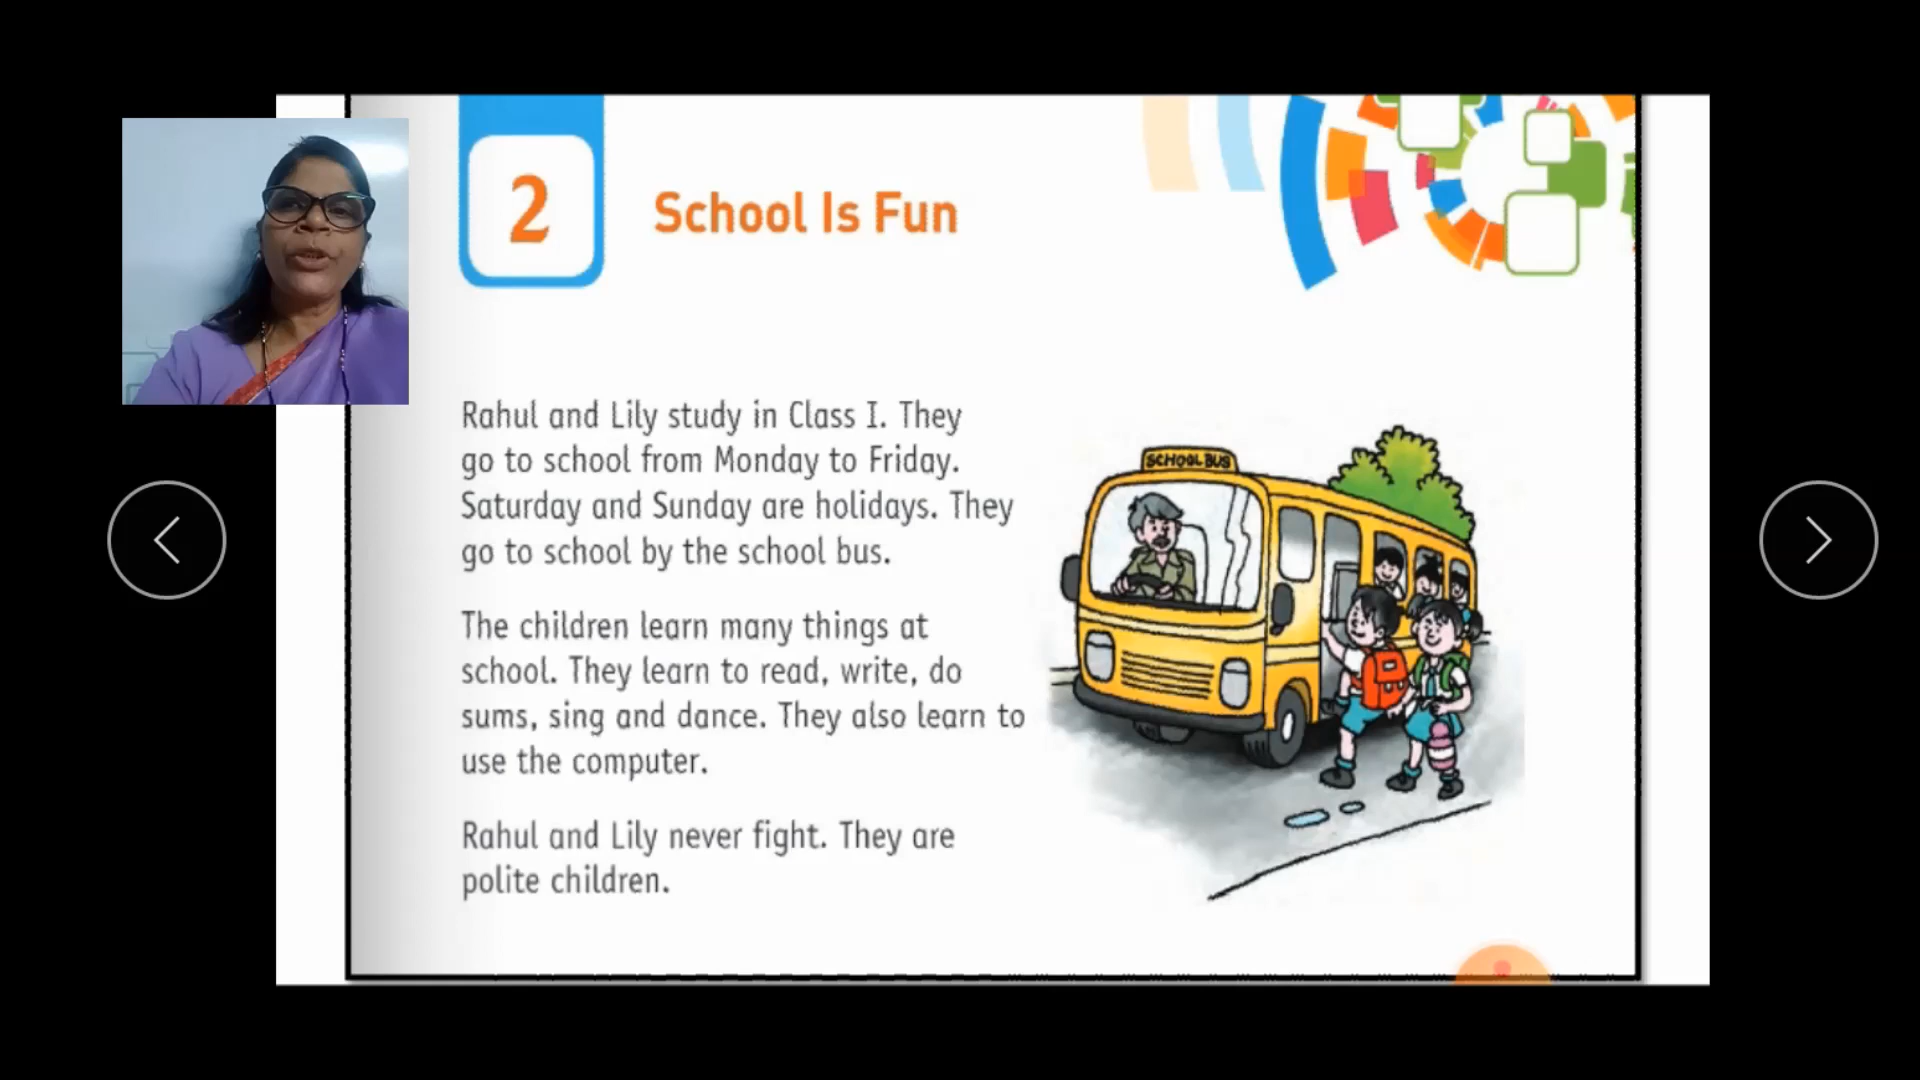 2
School Is Fun
Rahul and Lily study in Class I. They
go to school from Monday to Friday.
Saturday and Sunday are holidays. They
go to school by the school bus.
The children learn many things at
school. They learn to read, write, do
sums, sing and dance. They also learn to
use the computer.
Rahul and Lily never fight. They are
polite children.
SCHOOL BUS